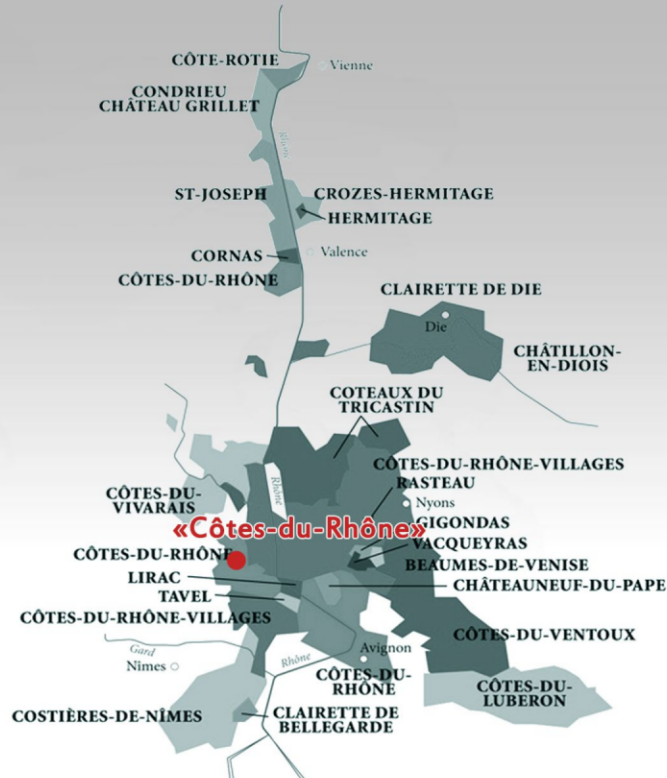 CÔTE-ROTIE
Vienne
CONDRIEU
CHÂTEAU GRILLET
Rhône
ST-JOSEPH
CROZES-HERMITAGE
HERMITAGE
CORNAS
Valence
CÔTES-DU-RHÔNE
CLAIRETTE DE DIE
Die
CHÂTILLON-
EN-DIOIS
COTEAUX DU
TRICASTIN
CÔTES-DU-RHÔNE-VILLAGES
RASTEAU
Rhône
CÔTES-DU-
VIVARAIS
Nyons
«Côtes-du-Rhône»
GIGONDAS
VACQUEYRAS
CÔTES-DU-RHÔNE
BEAUMES-DE-VENISE
LIRAC
CHÂTEAUNEUF-DU-PAPE
TAVEL
CÔTES-DU-RHÔNE-VILLAGES
CÔTES-DU-VENTOUX
Gard
Avignon
Rhône
Nîmes
CÔTES-DU-
RHÔNE
CÔTES-DU-
LUBERON
COSTIÈRES-DE-NÎMES
CLAIRETTE DE
BELLEGARDE